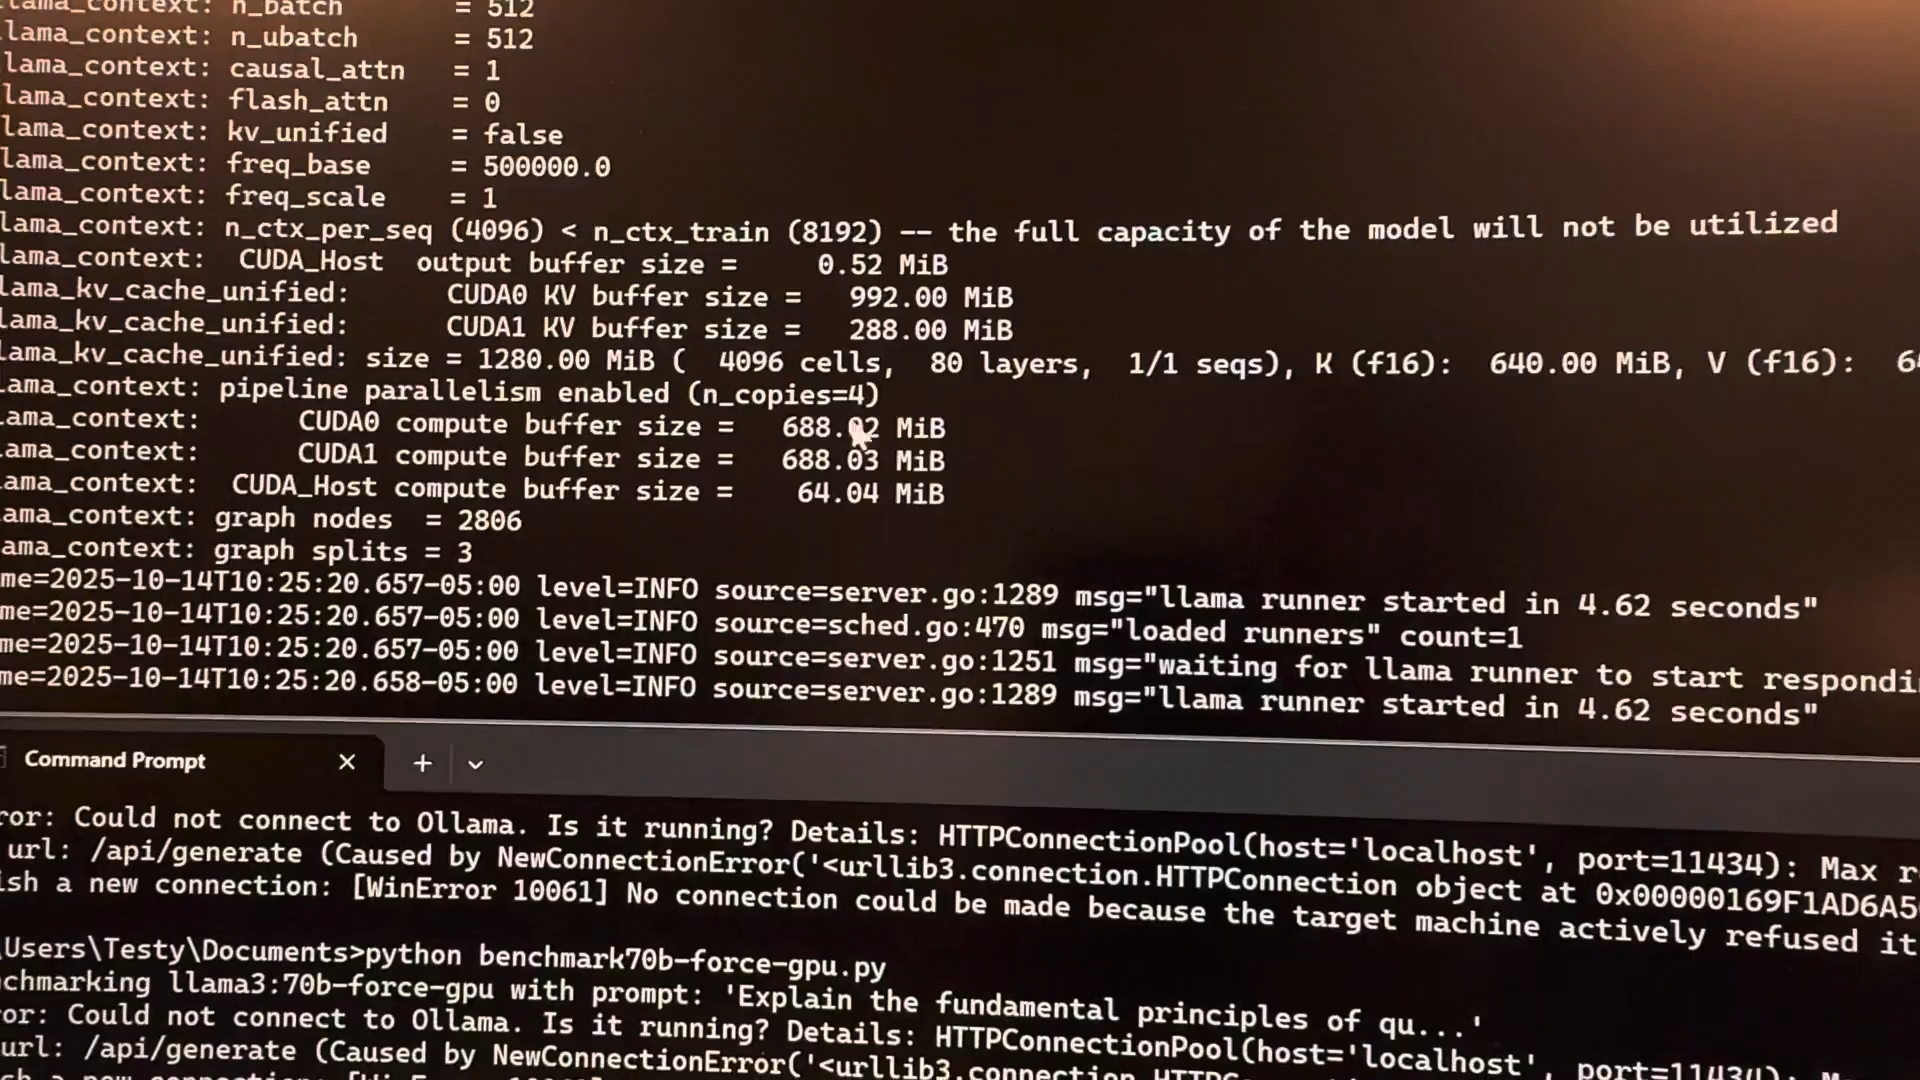 lama_context: n_batch = 512
lama_context: n_ubatch = 512
lama_context: causal_attn = 1
lama_context: flash_attn = 0
lama_context: kv_unified = false
lama_context: freq_base = 500000.0
lama_context: freq_scale = 1
lama_context: n_ctx_per_seq (4096) < n_ctx_train (8192) -- the full capacity of the model will not be utilized
lama_context: CUDA_Host output buffer size = 0.52 MiB
lama_kv_cache_unified: CUDA0 KV buffer size = 992.00 MiB
lama_kv_cache_unified: CUDA1 KV buffer size = 288.00 MiB
lama_kv_cache_unified: size = 1280.00 MiB ( 4096 cells, 80 layers, 1/1 seqs), K (f16): 640.00 MiB, V (f16):
lama_context: pipeline parallelism enabled (n_copies=4)
ama_context: CUDA0 compute buffer size = 688.02 MiB
ama_context: CUDA1 compute buffer size = 688.03 MiB
ama_context: CUDA_Host compute buffer size = 64.04 MiB
ama_context: graph nodes = 2806
ama_context: graph splits = 3
me=2025-10-14T10:25:20.657-05:00 level=INFO source=server.go:1289 msg="llama runner started in 4.62 seconds"
me=2025-10-14T10:25:20.657-05:00 level=INFO source=sched.go:470 msg="loaded runners" count=1
me=2025-10-14T10:25:20.657-05:00 level=INFO source=server.go:1251 msg="waiting for llama runner to start respondi
me=2025-10-14T10:25:20.658-05:00 level=INFO source=server.go:1289 msg="llama runner started in 4.62 seconds"
Command Prompt
ror: Could not connect to Ollama. Is it running? Details: HTTPConnectionPool(host='localhost', port=11434): Max r
url: /api/generate (Caused by NewConnectionError('<urllib3.connection.HTTPConnection object at 0x00000169F1AD6A5
ish a new connection: [WinError 10061] No connection could be made because the target machine actively refused it
\Users\Testy\Documents>python benchmark70b-force-gpu.py
chmarking llama3:70b-force-gpu with prompt: 'Explain the fundamental principles of qu...'
ror: Could not connect to Ollama. Is it running? Details: HTTPConnectionPool(host='localhost', port=11434): M
url: /api/generate (Caused by NewConnectionError('<urllib3.connection.HTTPConnection